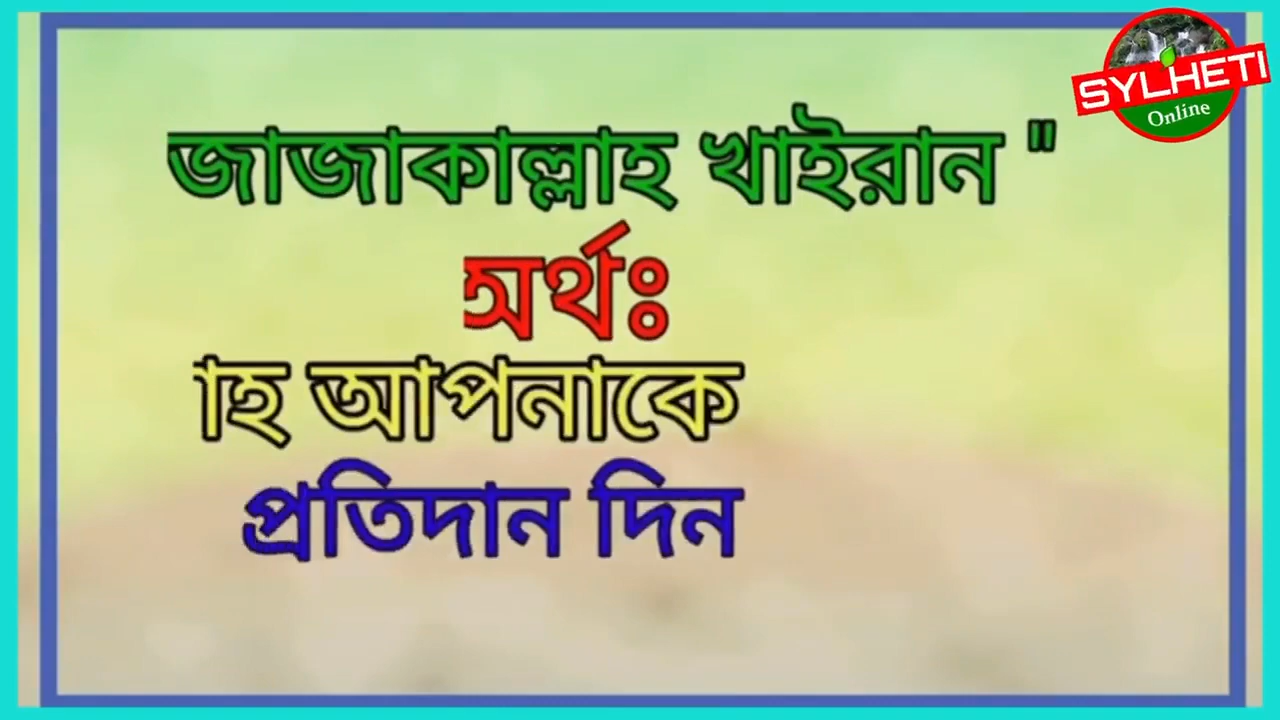 জাজাকাল্লাহ খাইরান "
অর্থঃ
াহ আপনাকে
প্রতিদান দিন
SYLHETI
Online